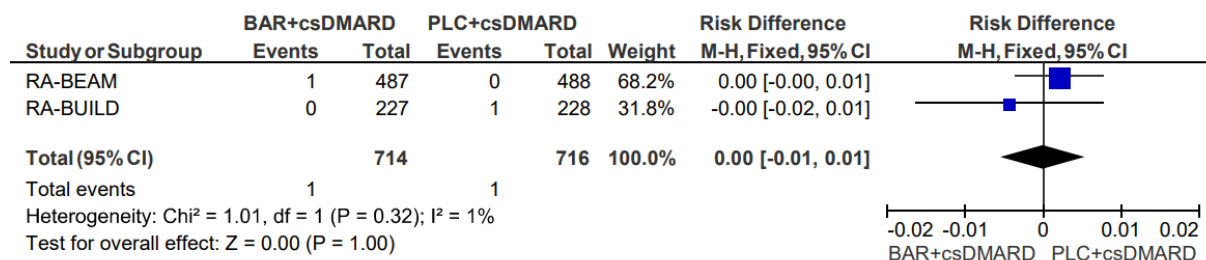 BAR+csDMARD PLC+csDMARD Risk Difference Risk Difference
Study or Subgroup Events Total Events Total Weight M-H, Fixed, 95% CI M-H, Fixed, 95% CI
RA-BEAM 1 487 0 488 68.2% 0.00 [-0.00, 0.01]
RA-BUILD 0 227 1 228 31.8% -0.00 [-0.02, 0.01]
Total (95% CI) 714 716 100.0% 0.00 [-0.01, 0.01]
Total events 1 1
Heterogeneity: Chi² = 1.01, df = 1 (P = 0.32); I² = 1%
Test for overall effect: Z = 0.00 (P = 1.00)
-0.02 -0.01 0 0.01 0.02
BAR+csDMARD PLC+csDMARD